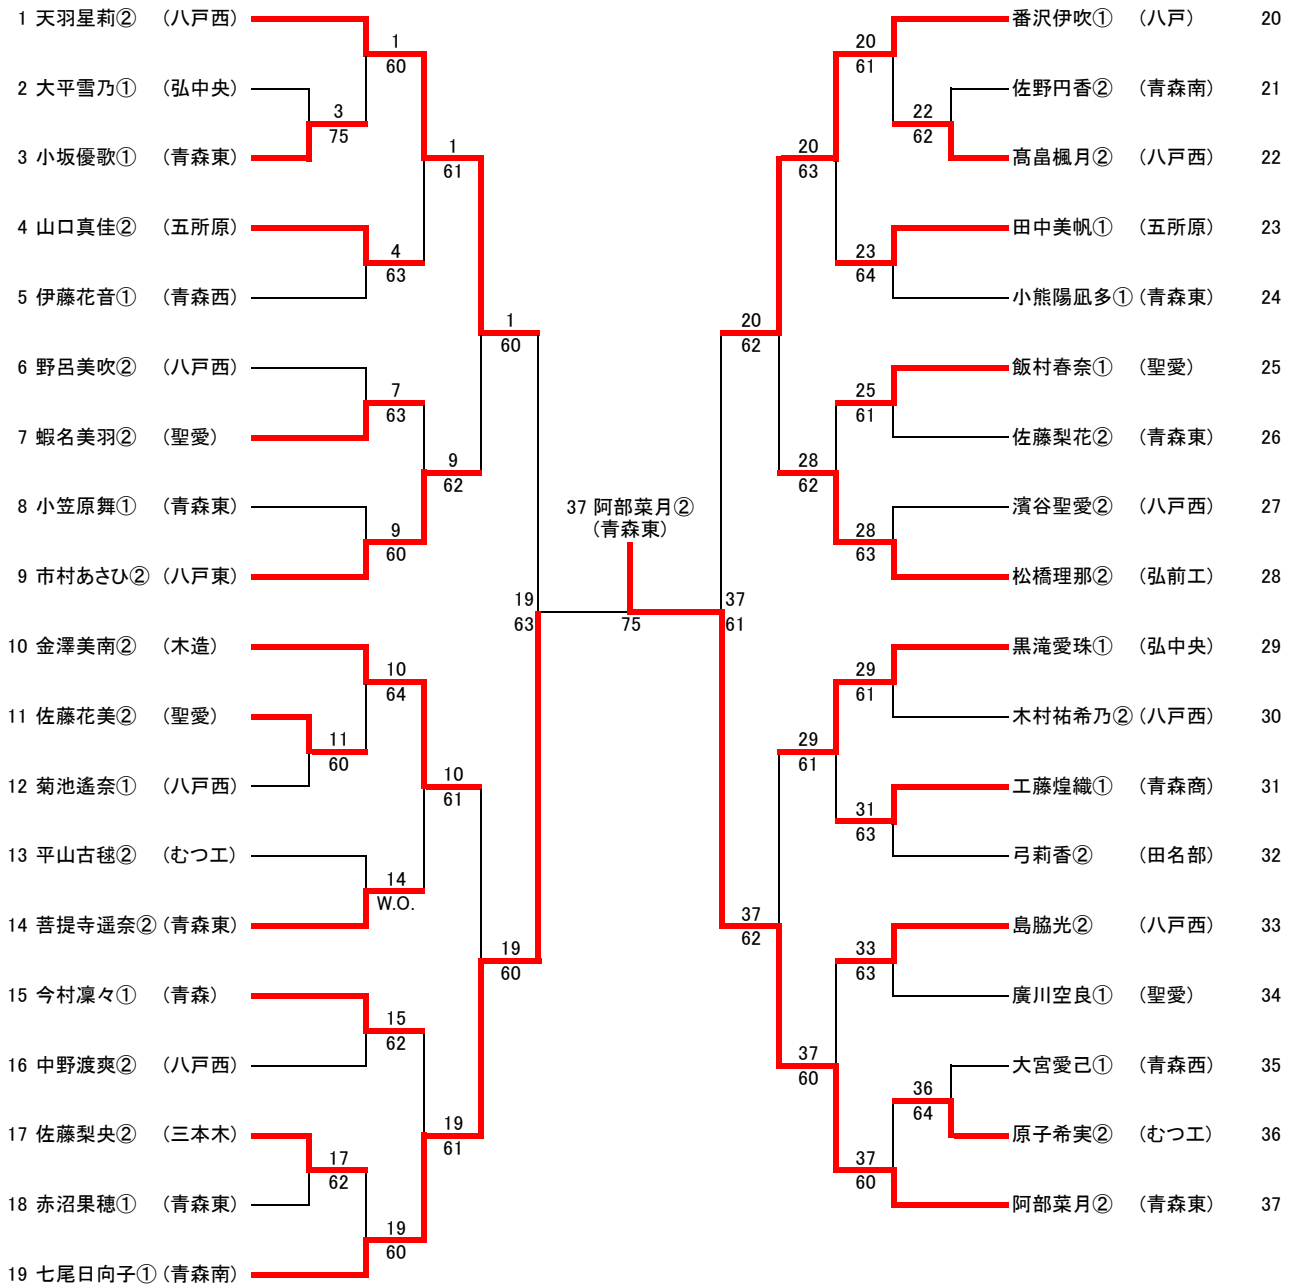 1 天羽星莉② （八戸西）
2 大平雪乃① （弘中央）
3 小坂優歌① （青森東）
4 山口真佳② （五所原）
5 伊藤花音① （青森西）
6 野呂美吹② （八戸西）
7 蝦名美羽② （聖愛）
8 小笠原舞① （青森東）
9 市村あさひ② （八戸東）
10 金澤美南② （木造）
11 佐藤花美② （聖愛）
12 菊池遙奈① （八戸西）
13 平山古毬② （むつ工）
14 菩提寺遥奈② （青森東）
15 今村凜々① （青森）
16 中野渡爽② （八戸西）
17 佐藤梨央② （三本木）
18 赤沼果穂① （青森東）
19 七尾日向子① （青森南）
3
75
11
60
17
62
1
60
4
63
7
63
9
60
10
64
14
W.O.
15
62
19
60
1
61
9
62
10
61
19
61
1
60
19
60
19
63
37 阿部菜月②
（青森東）
75
37
61
20
62
37
62
20
63
28
62
29
61
37
60
20
61
23
64
25
61
28
63
29
61
31
63
33
63
37
60
22
62
36
64
番沢伊吹① （八戸） 20
佐野円香② （青森南） 21
髙畠楓月② （八戸西） 22
田中美帆① （五所原） 23
小熊陽凪多① （青森東） 24
飯村春奈① （聖愛） 25
佐藤梨花② （青森東） 26
濱谷聖愛② （八戸西） 27
松橋理那② （弘前工） 28
黒滝愛珠① （弘中央） 29
木村祐希乃② （八戸西） 30
工藤煌織① （青森商） 31
弓莉香② （田名部） 32
島脇光② （八戸西） 33
廣川空良① （聖愛） 34
大宮愛己① （青森西） 35
原子希実② （むつ工） 36
阿部菜月② （青森東） 37